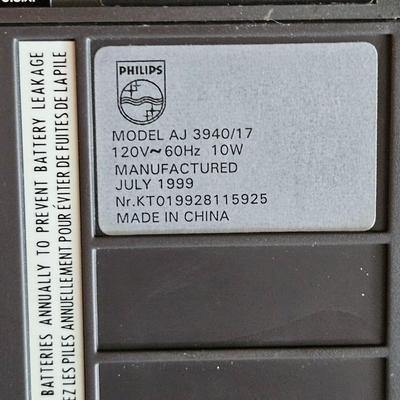 PHILIPS
MODEL AJ 3940/17
120V~60Hz 10W
MANUFACTURED
JULY 1999
Nr.KT019928115925
MADE IN CHINA
BATTERIES ANNUALLY TO PREVENT BATTERY LEAKAGE
LES PILES ANNUELLEMENT POUR ÉVITER DE FUITES DE LA PILE